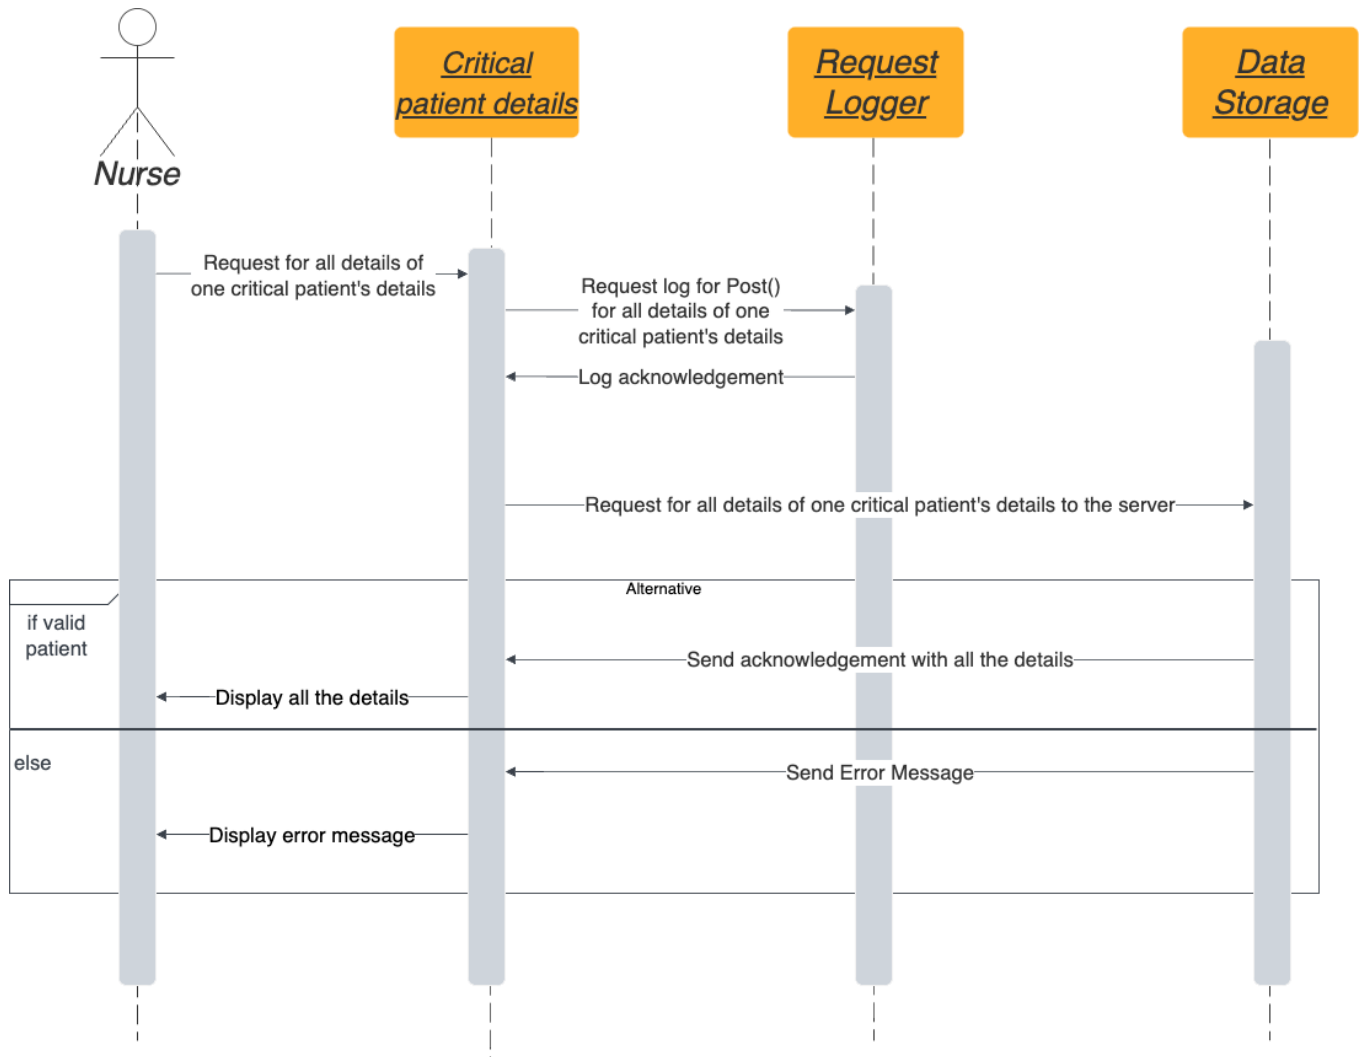 Critical
patient details
Request
Logger
Data
Storage
Nurse
Request for all details of
one critical patient's details
Request log for Post()
for all details of one
critical patient's details
Log acknowledgement
Request for all details of one critical patient's details to the server
Alternative
if valid
patient
Send acknowledgement with all the details
Display all the details
else
Send Error Message
Display error message